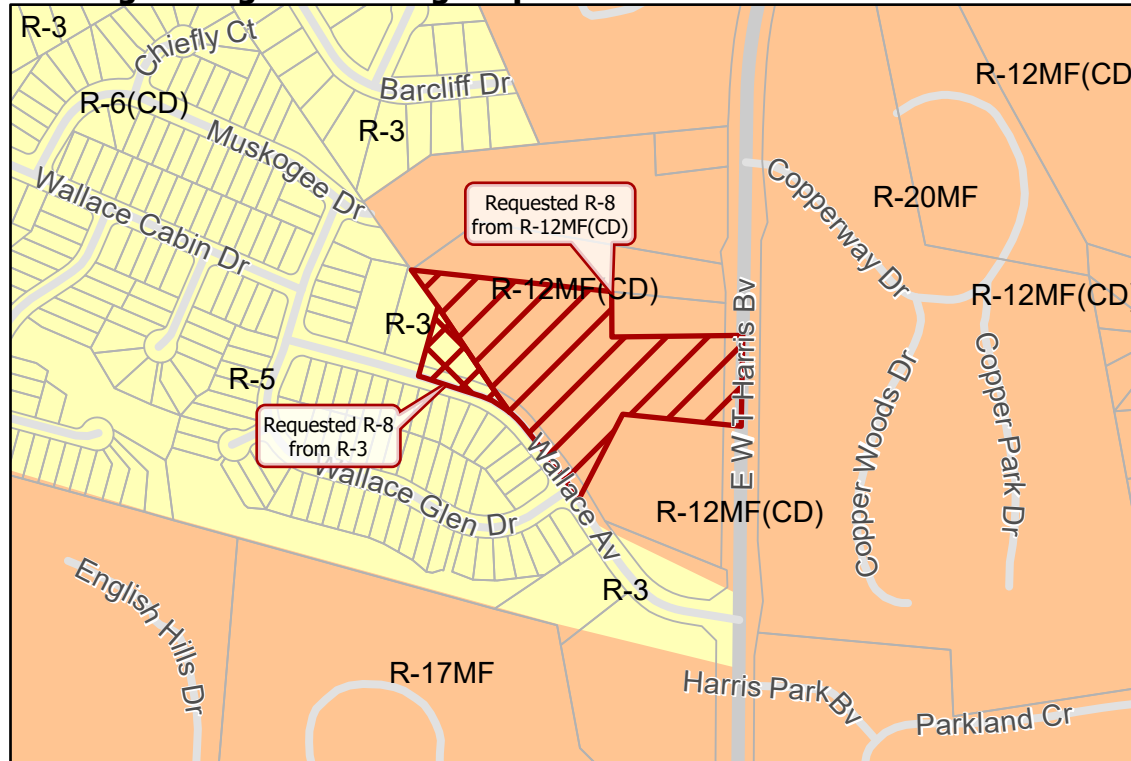 R-3
Chiefly Ct
R-12MF(CD
Barcliff Dr
R-6(CD)
R-3
Muskogee Dr
Copperway Dr
R-20MF
Wallace Cabin Dr
Requested R-8
from R-12MF(CD)
R-12MF(CD)
R-12MF(CD)
R-3
E W T Harris Bv
R-5
Copper Woods Dr
Copper Park Dr
Requested R-8
from R-3
Wallace Glen Dr
Wallace Av
R-12MF(CD)
R-3
English Hills Dr
R-17MF
Harris Park Bv
Parkland Cr